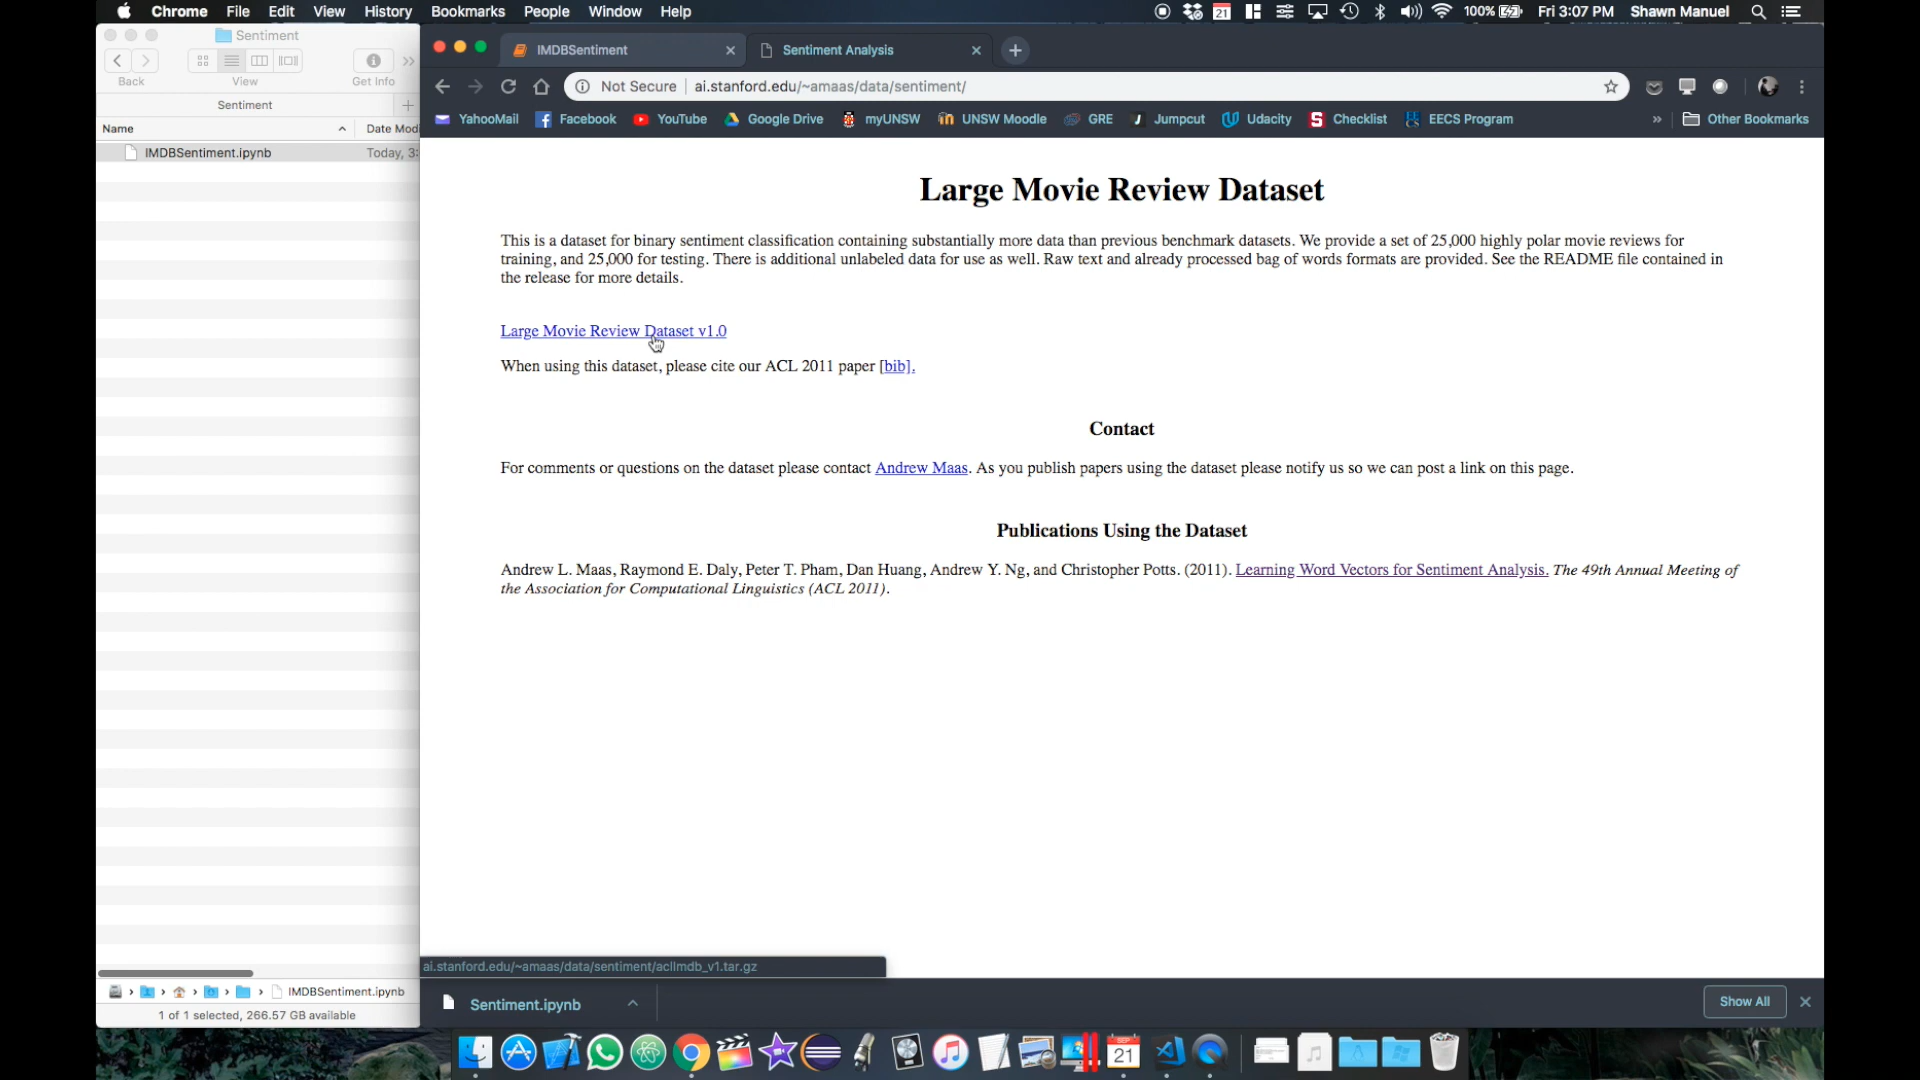 Chrome File Edit View History Bookmarks People Window Help
21 100% Fri 3:07 PM Shawn Manuel
Sentiment
Back View Get Info
Sentiment
Name Date Mod
IMDBSentiment.ipynb Today, 3:
IMDBSentiment.ipynb
1 of 1 selected, 266.57 GB available
IMDBSentiment
Sentiment Analysis
Not Secure ai.stanford.edu/~amaas/data/sentiment/
YahooMail Facebook YouTube Google Drive myUNSW UNSW Moodle GRE Jumpcut Udacity Checklist EECS Program » Other Bookmarks
Large Movie Review Dataset
This is a dataset for binary sentiment classification containing substantially more data than previous benchmark datasets. We provide a set of 25,000 highly polar movie reviews for
training, and 25,000 for testing. There is additional unlabeled data for use as well. Raw text and already processed bag of words formats are provided. See the README file contained in
the release for more details.
Large Movie Review Dataset v1.0
When using this dataset, please cite our ACL 2011 paper [bib].
Contact
For comments or questions on the dataset please contact Andrew Maas. As you publish papers using the dataset please notify us so we can post a link on this page.
Publications Using the Dataset
Andrew L. Maas, Raymond E. Daly, Peter T. Pham, Dan Huang, Andrew Y. Ng, and Christopher Potts. (2011). Learning Word Vectors for Sentiment Analysis. The 49th Annual Meeting of
the Association for Computational Linguistics (ACL 2011).
ai.stanford.edu/~amaas/data/sentiment/aclImdb_v1.tar.gz
Sentiment.ipynb
Show All
SEP
21